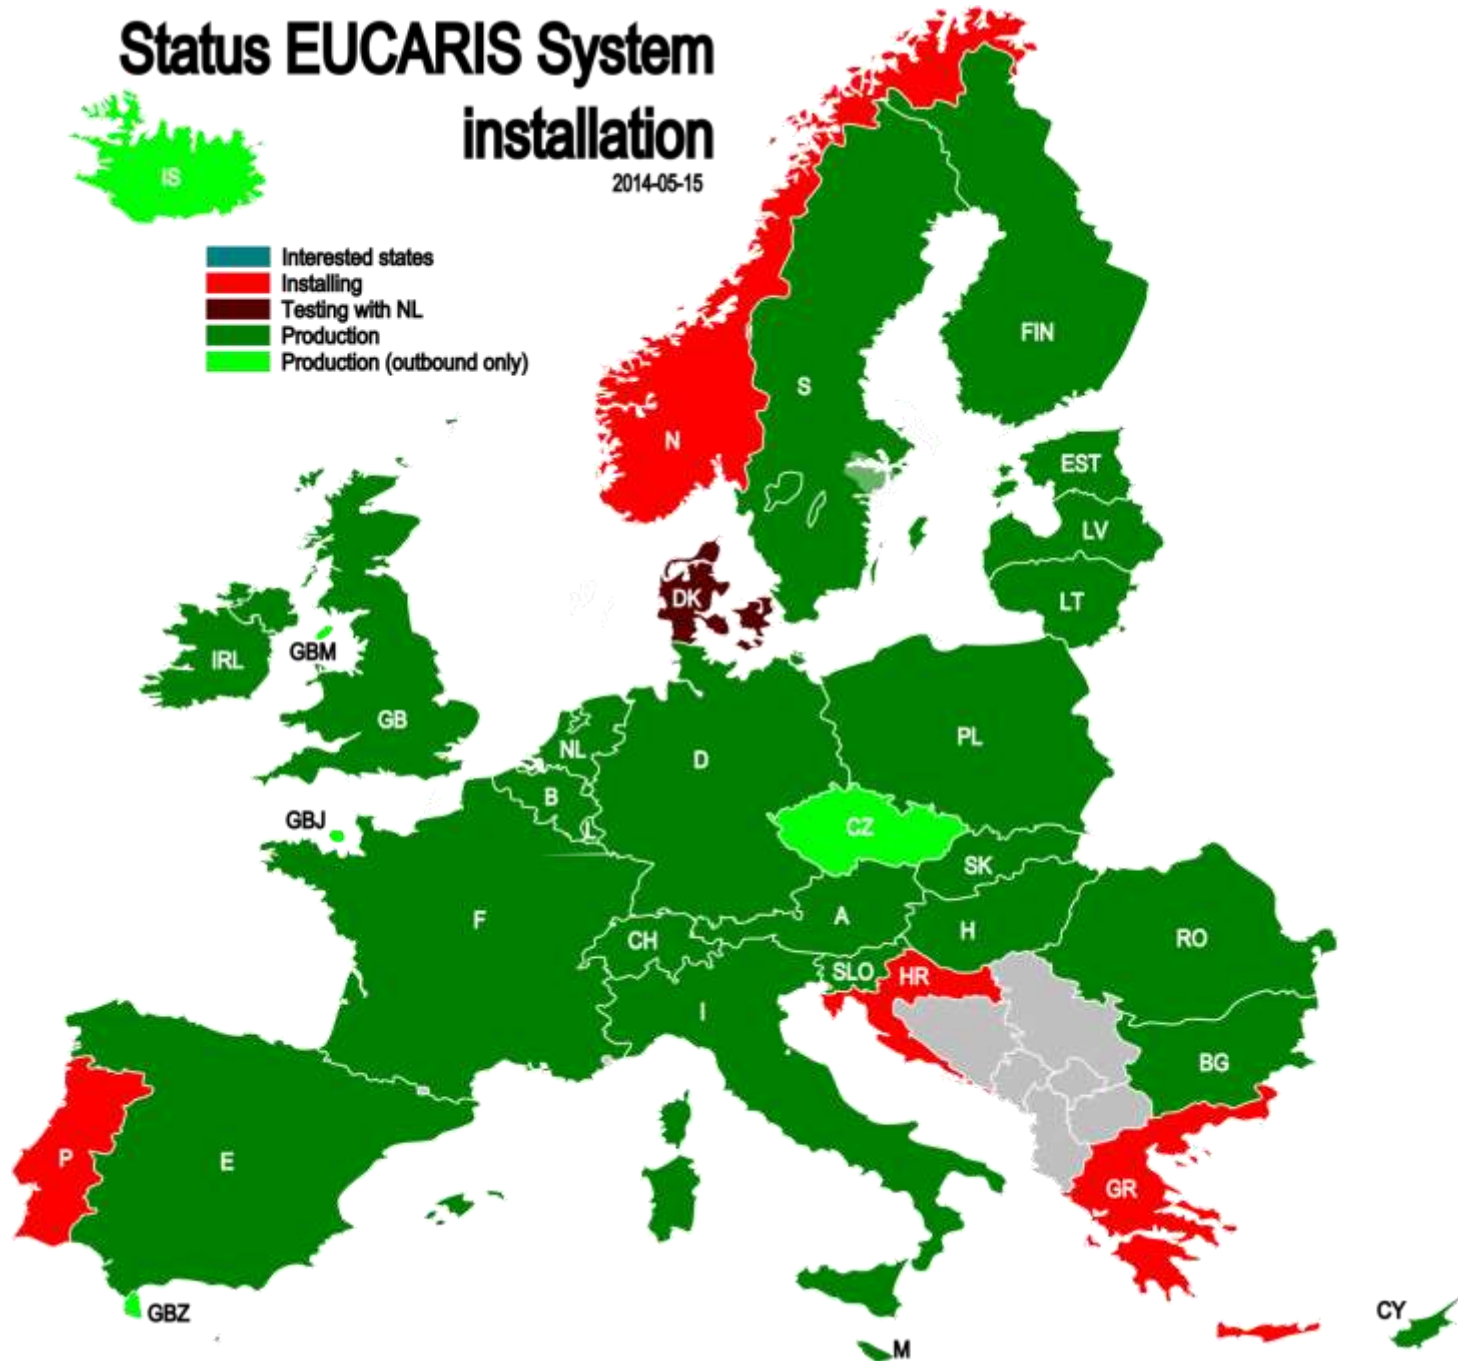 Status EUCARIS System
installation
2014-05-15
IS
Interested states
Installing
Testing with NL
Production
Production (outbound only)
FIN
S
N
EST
LV
LT
DK
GBM
IRL
GB
NL
D
PL
B
L
GBJ
CZ
SK
F
A
H
CH
RO
SLO
HR
I
BG
P
E
GR
GBZ
CY
M